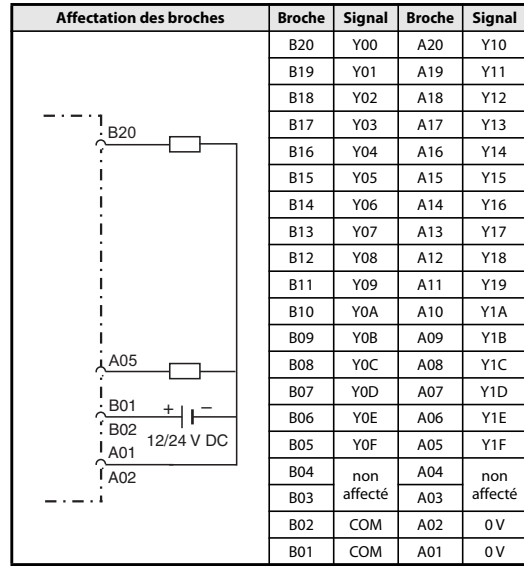 Affectation des broches Broche Signal Broche Signal
B20 Y00 A20 Y10
B19 Y01 A19 Y11
B18 Y02 A18 Y12
B17 Y03 A17 Y13
B16 Y04 A16 Y14
B15 Y05 A15 Y15
B14 Y06 A14 Y16
B13 Y07 A13 Y17
B12 Y08 A12 Y18
B11 Y09 A11 Y19
B10 Y0A A10 Y1A
B09 Y0B A09 Y1B
B08 Y0C A08 Y1C
B07 Y0D A07 Y1D
B06 Y0E A06 Y1E
B05 Y0F A05 Y1F
B04 non affecté A04 non affecté
B03 A03
B02 COM A02 0 V
B01 COM A01 0 V
B20
A05
B01 + –
B02
12/24 V DC
A01
A02